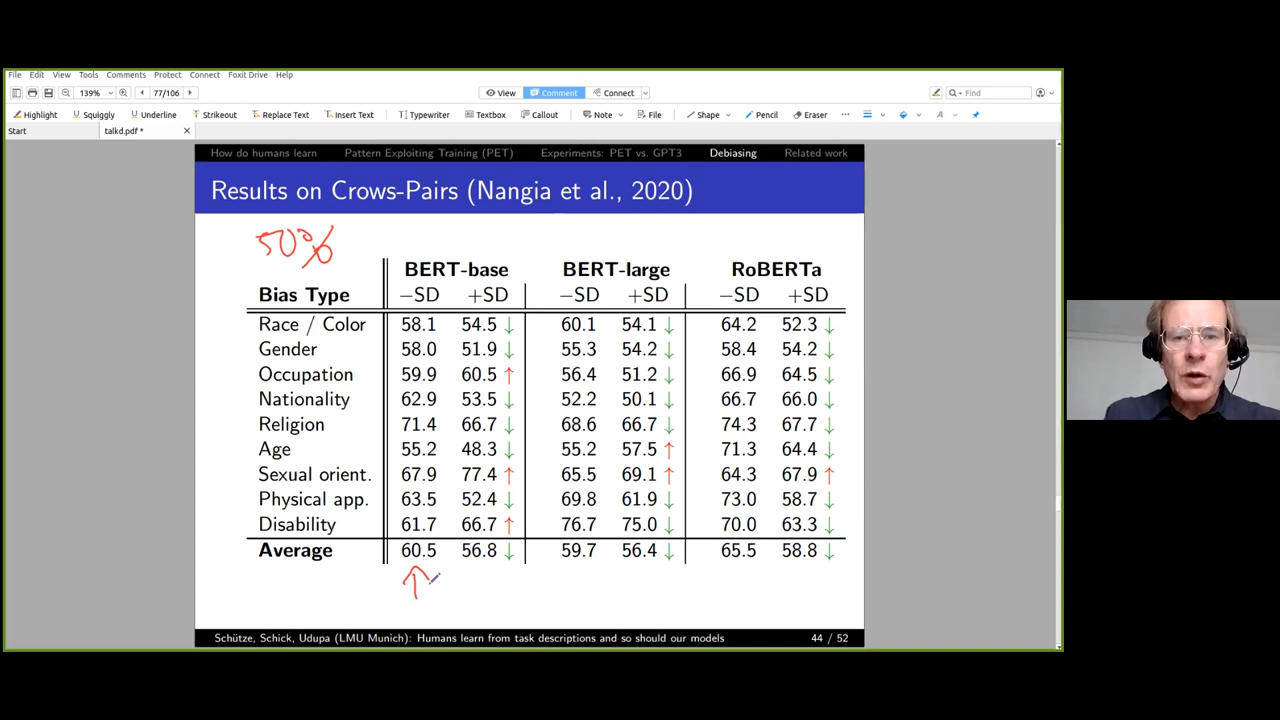 File Edit View Tools Comments Protect Connect Foxit Drive Help
139% 77/106 View Comment Connect Find
Highlight Squiggly Underline Strikeout Replace Text Insert Text Typewriter Textbox Callout Note File Shape Pencil Eraser
Start talkd.pdf *
How do humans learn Pattern Exploiting Training (PET) Experiments: PET vs. GPT3 Debiasing Related work
Results on Crows-Pairs (Nangia et al., 2020)
50%
BERT-base BERT-large RoBERTa
Bias Type −SD +SD −SD +SD −SD +SD
Race / Color 58.1 54.5 ↓ 60.1 54.1 ↓ 64.2 52.3 ↓
Gender 58.0 51.9 ↓ 55.3 54.2 ↓ 58.4 54.2 ↓
Occupation 59.9 60.5 ↑ 56.4 51.2 ↓ 66.9 64.5 ↓
Nationality 62.9 53.5 ↓ 52.2 50.1 ↓ 66.7 66.0 ↓
Religion 71.4 66.7 ↓ 68.6 66.7 ↓ 74.3 67.7 ↓
Age 55.2 48.3 ↓ 55.2 57.5 ↑ 71.3 64.4 ↓
Sexual orient. 67.9 77.4 ↑ 65.5 69.1 ↑ 64.3 67.9 ↑
Physical app. 63.5 52.4 ↓ 69.8 61.9 ↓ 73.0 58.7 ↓
Disability 61.7 66.7 ↑ 76.7 75.0 ↓ 70.0 63.3 ↓
Average 60.5 56.8 ↓ 59.7 56.4 ↓ 65.5 58.8 ↓
Schütze, Schick, Udupa (LMU Munich): Humans learn from task descriptions and so should our models 44 / 52